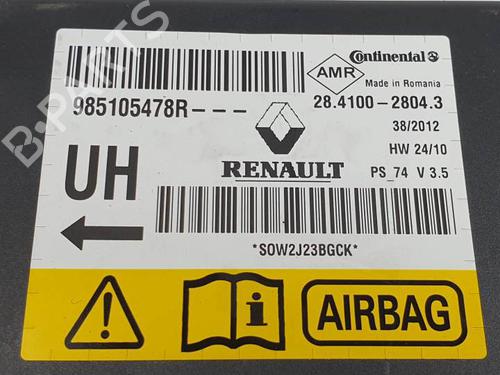 Continental
AMR
Made in Romania
985105478R---
28.4100-2804.3
38/2012
HW 24/10
UH
RENAULT
PS_74 V 3.5
*SOW2J23BGCK*
i
AIRBAG
B-PARTS